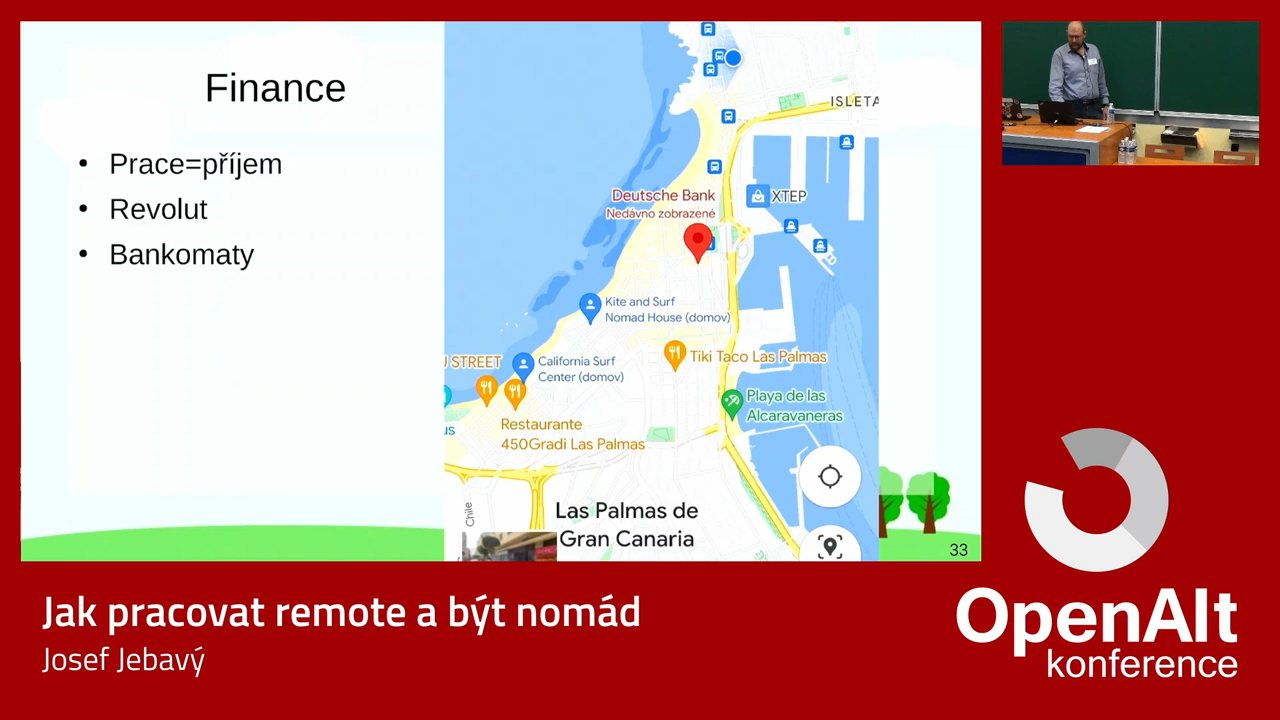 Finance
• Prace=příjem
• Revolut
• Bankomaty
ISLETA
Deutsche Bank
Nedávno zobrazené
XTEP
Kite and Surf
Nomad House (domov)
STREET
California Surf
Center (domov)
Tiki Taco Las Palmas
Playa de las
Alcaravaneras
us
Restaurante
450Gradi Las Palmas
Chile
Las Palmas de
Gran Canaria
33
Jak pracovat remote a být nomád
Josef Jebavý
OpenAlt
konference